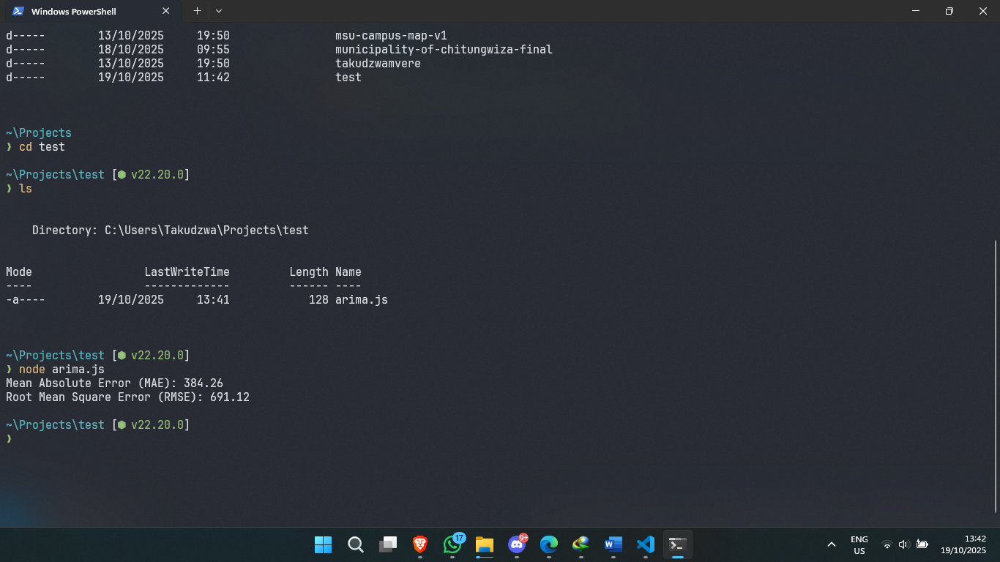 Windows PowerShell
d----- 13/10/2025 19:50 msu-campus-map-v1
d----- 18/10/2025 09:55 municipality-of-chitungwiza-final
d----- 13/10/2025 19:50 takudzwamvere
d----- 19/10/2025 11:42 test
~\Projects
❯ cd test
~\Projects\test [⬢ v22.20.0]
❯ ls
Directory: C:\Users\Takudzwa\Projects\test
Mode LastWriteTime Length Name
---- ------------- ------ ----
-a---- 19/10/2025 13:41 128 arima.js
~\Projects\test [⬢ v22.20.0]
❯ node arima.js
Mean Absolute Error (MAE): 384.26
Root Mean Square Error (RMSE): 691.12
~\Projects\test [⬢ v22.20.0]
❯
17
9+
W
ENG
US
13:42
19/10/2025